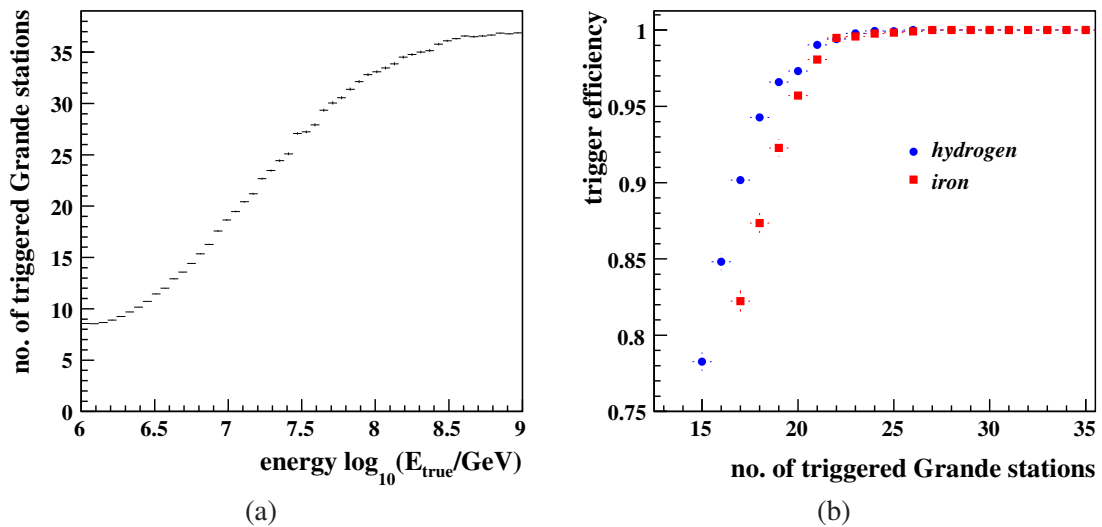 no. of triggered Grande stations
35
30
25
20
15
10
5
0
6 6.5 7 7.5 8 8.5 9
energy log10(Etrue/GeV)
(a)
trigger efficiency
1
0.95
0.9
0.85
0.8
0.75
hydrogen
iron
15 20 25 30 35
no. of triggered Grande stations
(b)